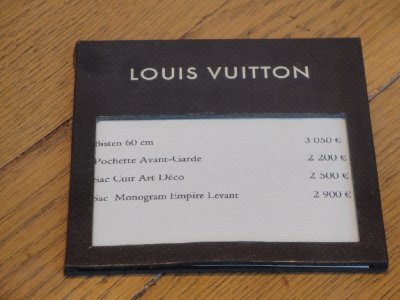 LOUIS VUITTON
Bisten 60 cm 3 050 €
Pochette Avant-Garde 2 200 €
Sac Cuir Art Déco 2 500 €
Sac Monogram Empire Levant 2 900 €